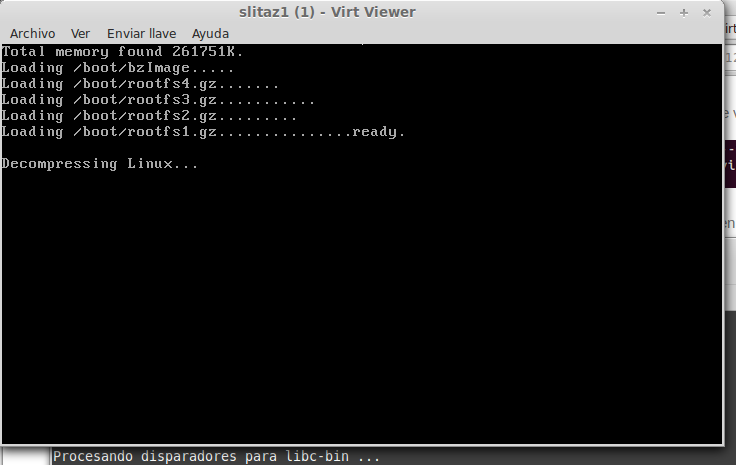 slitaz1 (1) - Virt Viewer
Archivo Ver Enviar llave Ayuda
Total memory found 261751K.
Loading /boot/bzImage.....
Loading /boot/rootfs4.gz.......
Loading /boot/rootfs3.gz...........
Loading /boot/rootfs2.gz.........
Loading /boot/rootfs1.gz...............ready.
Decompressing Linux...
Procesando disparadores para libc-bin ...